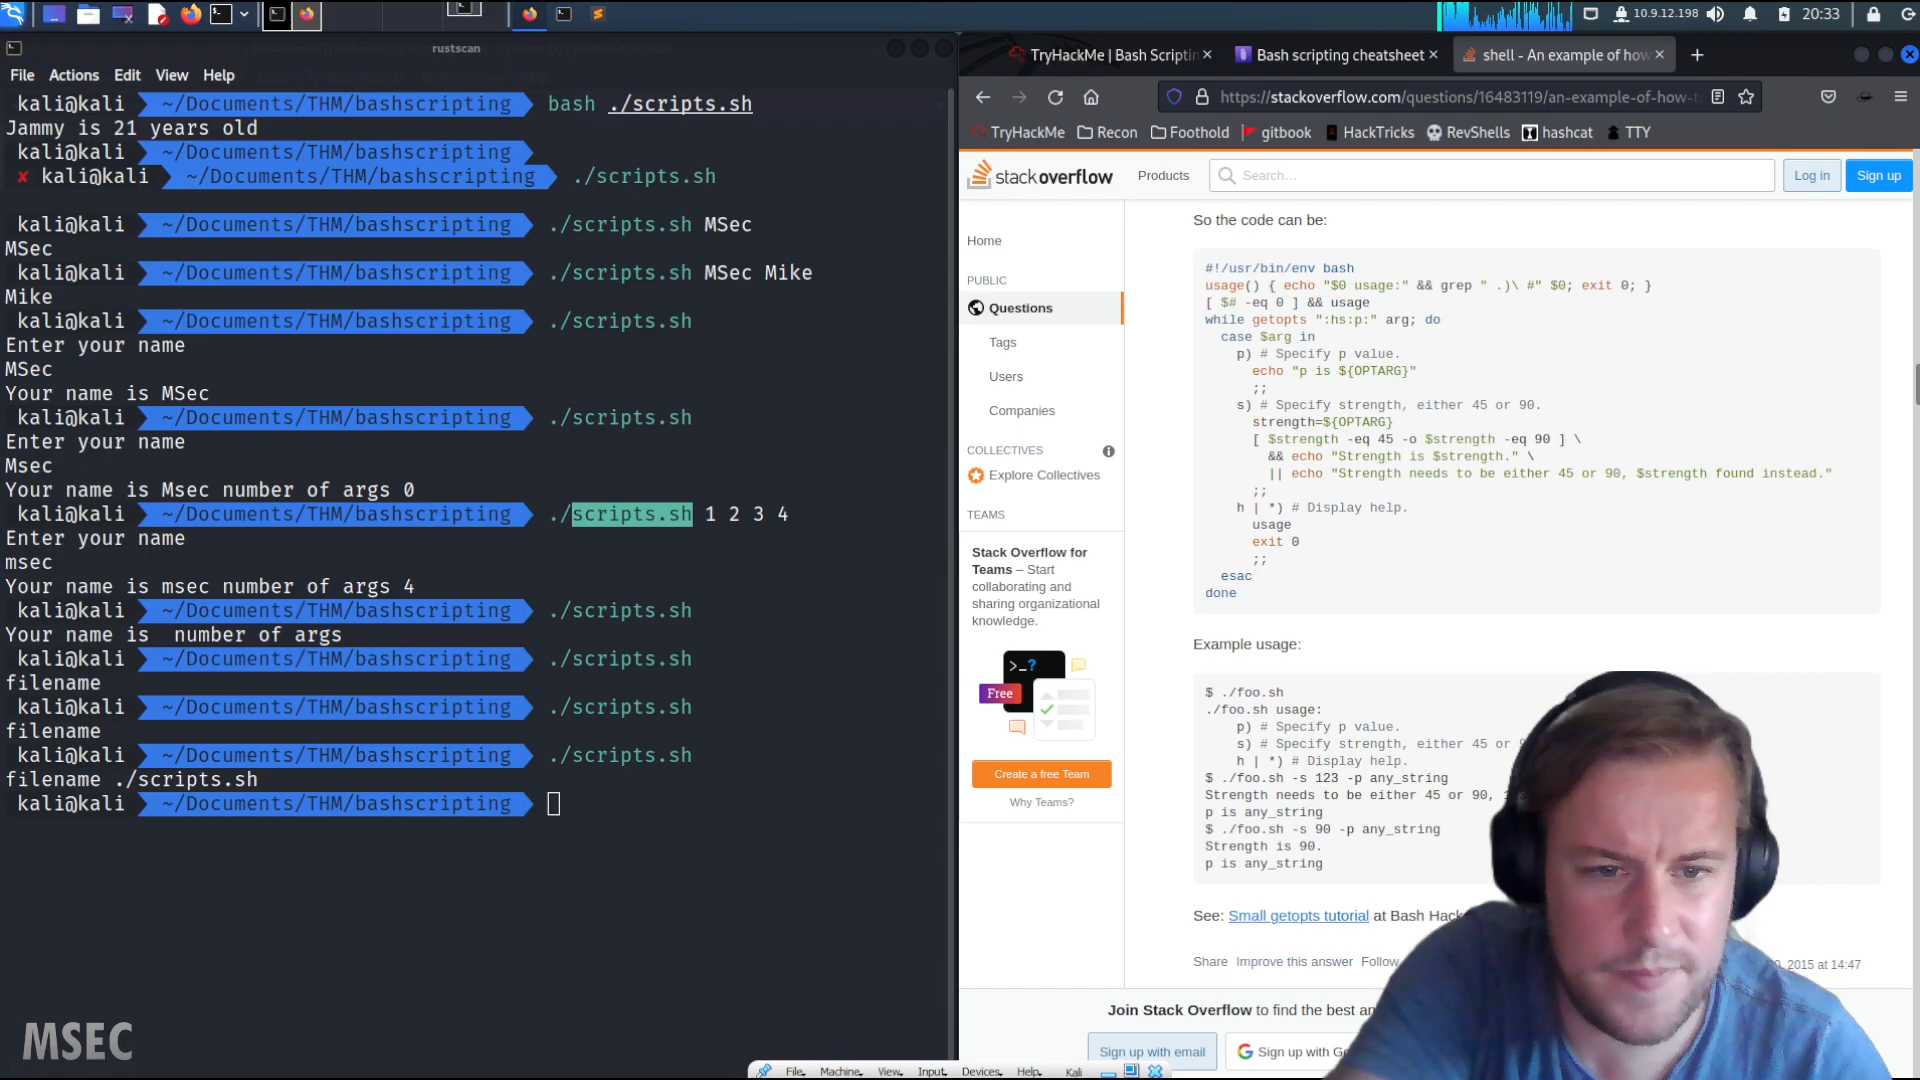 10.9.12.198
20:33
rustscan
File Actions Edit View Help
kali@kali ~/Documents/THM/bashscripting bash ./scripts.sh
Jammy is 21 years old
kali@kali ~/Documents/THM/bashscripting
✘ kali@kali ~/Documents/THM/bashscripting ./scripts.sh
kali@kali ~/Documents/THM/bashscripting ./scripts.sh MSec
MSec
kali@kali ~/Documents/THM/bashscripting ./scripts.sh MSec Mike
Mike
kali@kali ~/Documents/THM/bashscripting ./scripts.sh
Enter your name
MSec
Your name is MSec
kali@kali ~/Documents/THM/bashscripting ./scripts.sh
Enter your name
Msec
Your name is Msec number of args 0
kali@kali ~/Documents/THM/bashscripting ./scripts.sh 1 2 3 4
Enter your name
msec
Your name is msec number of args 4
kali@kali ~/Documents/THM/bashscripting ./scripts.sh
Your name is  number of args
kali@kali ~/Documents/THM/bashscripting ./scripts.sh
filename
kali@kali ~/Documents/THM/bashscripting ./scripts.sh
filename
kali@kali ~/Documents/THM/bashscripting ./scripts.sh
filename ./scripts.sh
kali@kali ~/Documents/THM/bashscripting
MSEC
TryHackMe | Bash Scriptin
Bash scripting cheatsheet
shell - An example of how
https://stackoverflow.com/questions/16483119/an-example-of-how-t
TryHackMe Recon Foothold gitbook HackTricks RevShells hashcat TTY
stackoverflow Products Search… Log in Sign up
Home
PUBLIC
Questions
Tags
Users
Companies
COLLECTIVES
Explore Collectives
TEAMS
Stack Overflow for
Teams – Start
collaborating and
sharing organizational
knowledge.
>_?
Free
Create a free Team
Why Teams?
So the code can be:
#!/usr/bin/env bash
usage() { echo "$0 usage:" && grep " .)\ #" $0; exit 0; }
[ $# -eq 0 ] && usage
while getopts ":hs:p:" arg; do
case $arg in
p) # Specify p value.
echo "p is ${OPTARG}"
;;
s) # Specify strength, either 45 or 90.
strength=${OPTARG}
[ $strength -eq 45 -o $strength -eq 90 ] \
&& echo "Strength is $strength." \
|| echo "Strength needs to be either 45 or 90, $strength found instead."
;;
h | *) # Display help.
usage
exit 0
;;
esac
done
Example usage:
$ ./foo.sh
./foo.sh usage:
p) # Specify p value.
s) # Specify strength, either 45 or 9
h | *) # Display help.
$ ./foo.sh -s 123 -p any_string
Strength needs to be either 45 or 90,
p is any_string
$ ./foo.sh -s 90 -p any_string
Strength is 90.
p is any_string
See: Small getopts tutorial at Bash Hack
Share Improve this answer Follow
2015 at 14:47
Join Stack Overflow to find the best an
Sign up with email
Sign up with Go
File Machine View Input Devices Help Kali